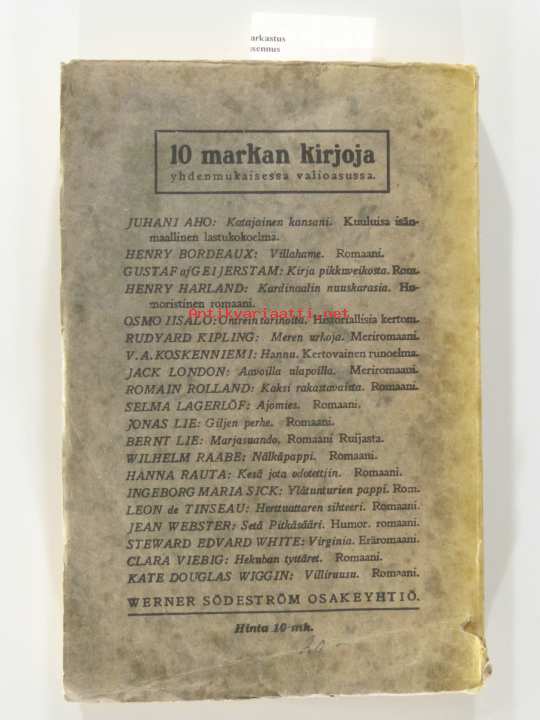 arkastus
asennus
10 markan kirjoja
yhdenmukaisessa valioasussa.
JUHANI AHO: Katajainen kansani. Kuuluisa isän-
maallinen lastukokoelma.
HENRY BORDEAUX: Villahame. Romaani.
GUSTAF af GEIJERSTAM: Kirja pikkuveikosta. Rom.
HENRY HARLAND: Kardinaalin nuuskarasia. Hu-
moristinen romaani.
Antikvariaatti.net
OSMO IISALO: Ontrein tarinoita. Historiallisia kertom.
RUDYARD KIPLING: Meren urhoja. Meriromaani.
V. A. KOSKENNIEMI: Hannu. Kertovainen runoelma.
JACK LONDON: Aavoilla ulapoilla. Meriromaani.
ROMAIN ROLLAND: Kaksi rakastavaista. Romaani.
SELMA LAGERLÖF: Ajomies. Romaani.
JONAS LIE: Giljen perhe. Romaani.
BERNT LIE: Marjasuando. Romaani Ruijasta.
WILHELM RAABE: Nälkäpappi. Romaani.
HANNA RAUTA: Kesä jota odotettiin. Romaani.
INGEBORG MARIA SICK: Ylätunturien pappi. Rom.
LEON de TINSEAU: Herttuattaren sihteeri. Romaani.
JEAN WEBSTER: Setä Pitkäsääri. Humor. romaani.
STEWARD EDVARD WHITE: Virginia. Eräromaani.
CLARA VIEBIG: Hekuban tyttäret. Romaani.
KATE DOUGLAS WIGGIN: Villiruusu. Romaani.
WERNER SÖDESTRÖM OSAKEYHTIÖ.
Hinta 10 mk.